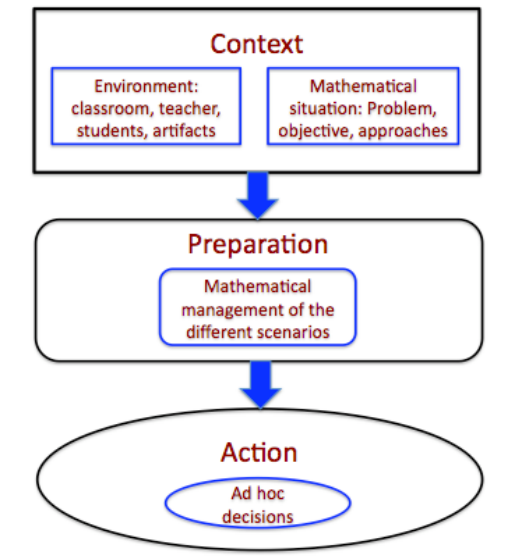 Context
Environment:
classroom, teacher,
students, artifacts
Mathematical
situation: Problem,
objective, approaches
Preparation
Mathematical
management of the
different scenarios
Action
Ad hoc
decisions